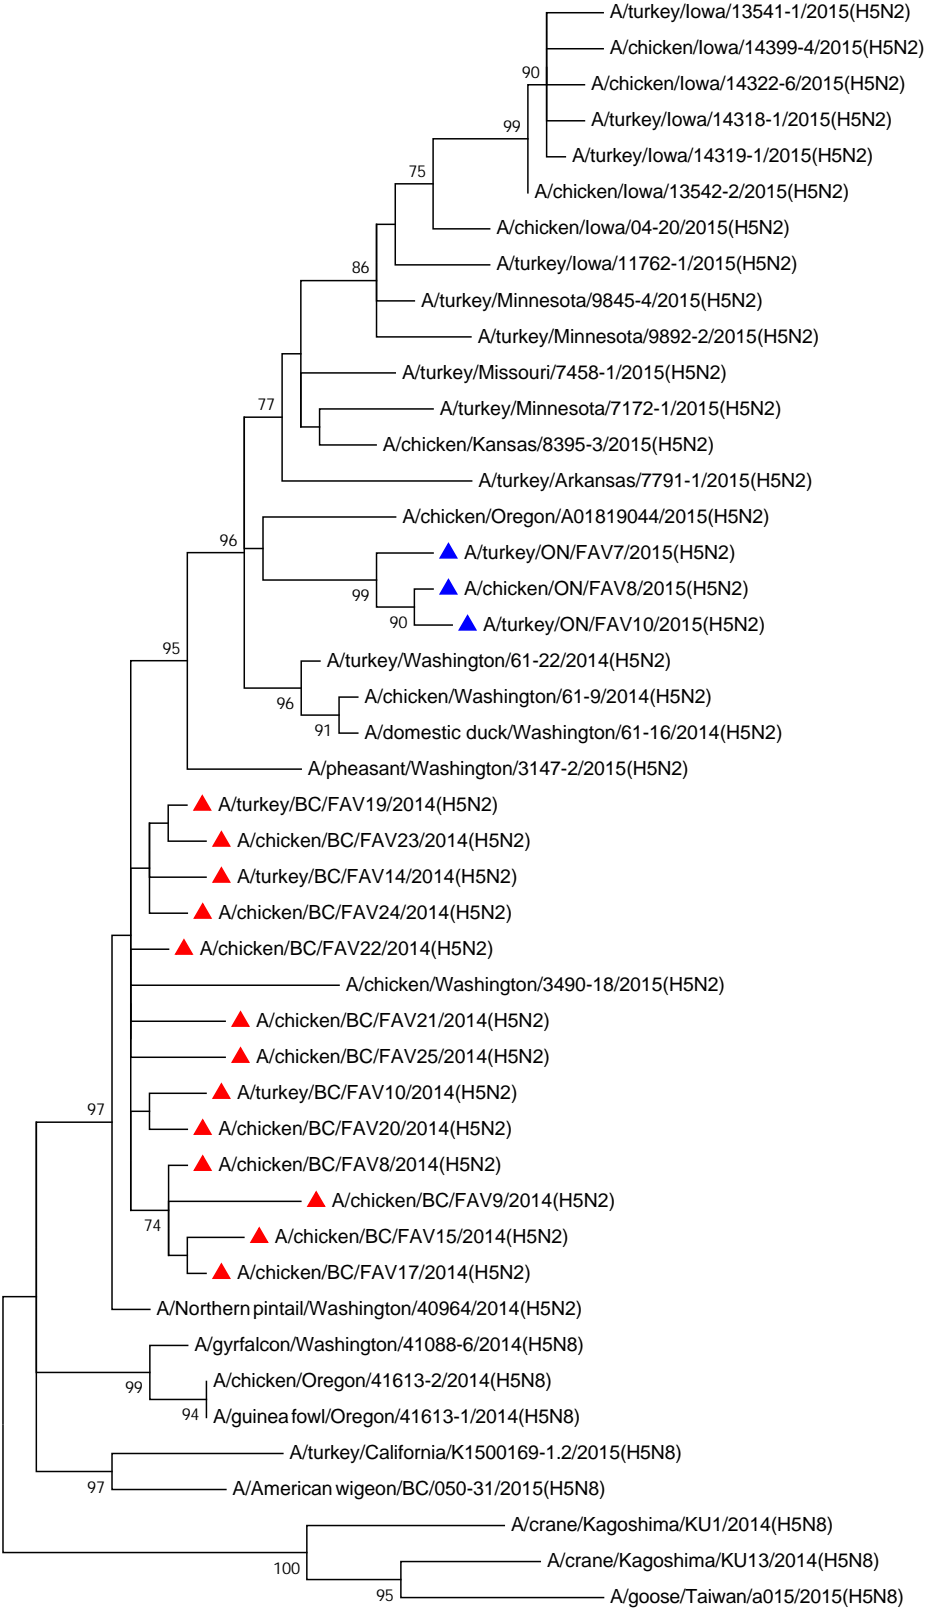 A/turkey/Iowa/13541-1/2015(H5N2)
A/chicken/Iowa/14399-4/2015(H5N2)
90
A/chicken/Iowa/14322-6/2015(H5N2)
A/turkey/Iowa/14318-1/2015(H5N2)
99
A/turkey/Iowa/14319-1/2015(H5N2)
75
A/chicken/Iowa/13542-2/2015(H5N2)
A/chicken/Iowa/04-20/2015(H5N2)
A/turkey/Iowa/11762-1/2015(H5N2)
86
A/turkey/Minnesota/9845-4/2015(H5N2)
A/turkey/Minnesota/9892-2/2015(H5N2)
A/turkey/Missouri/7458-1/2015(H5N2)
77
A/turkey/Minnesota/7172-1/2015(H5N2)
A/chicken/Kansas/8395-3/2015(H5N2)
A/turkey/Arkansas/7791-1/2015(H5N2)
A/chicken/Oregon/A01819044/2015(H5N2)
96
A/turkey/ON/FAV7/2015(H5N2)
99
A/chicken/ON/FAV8/2015(H5N2)
90
A/turkey/ON/FAV10/2015(H5N2)
95
A/turkey/Washington/61-22/2014(H5N2)
96
A/chicken/Washington/61-9/2014(H5N2)
91
A/domestic duck/Washington/61-16/2014(H5N2)
A/pheasant/Washington/3147-2/2015(H5N2)
A/turkey/BC/FAV19/2014(H5N2)
A/chicken/BC/FAV23/2014(H5N2)
A/turkey/BC/FAV14/2014(H5N2)
A/chicken/BC/FAV24/2014(H5N2)
A/chicken/BC/FAV22/2014(H5N2)
A/chicken/Washington/3490-18/2015(H5N2)
A/chicken/BC/FAV21/2014(H5N2)
A/chicken/BC/FAV25/2014(H5N2)
A/turkey/BC/FAV10/2014(H5N2)
97
A/chicken/BC/FAV20/2014(H5N2)
A/chicken/BC/FAV8/2014(H5N2)
A/chicken/BC/FAV9/2014(H5N2)
74
A/chicken/BC/FAV15/2014(H5N2)
A/chicken/BC/FAV17/2014(H5N2)
A/Northern pintail/Washington/40964/2014(H5N2)
A/gyrfalcon/Washington/41088-6/2014(H5N8)
99
A/chicken/Oregon/41613-2/2014(H5N8)
94
A/guinea fowl/Oregon/41613-1/2014(H5N8)
A/turkey/California/K1500169-1.2/2015(H5N8)
97
A/American wigeon/BC/050-31/2015(H5N8)
A/crane/Kagoshima/KU1/2014(H5N8)
100
A/crane/Kagoshima/KU13/2014(H5N8)
95
A/goose/Taiwan/a015/2015(H5N8)